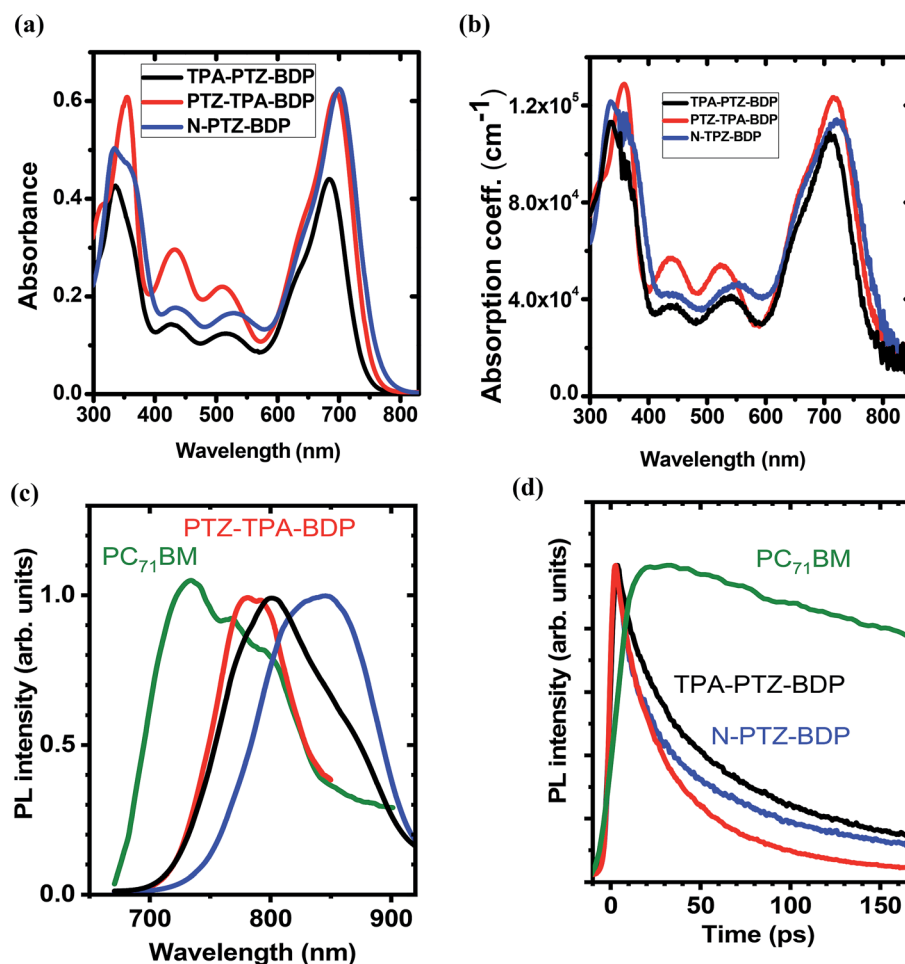 (a)
TPA-PTZ-BDP
PTZ-TPA-BDP
N-PTZ-BDP
Absorbance
0.6
0.4
0.2
0.0
300 400 500 600 700 800
Wavelength (nm)
(b)
TPA-PTZ-BDP
PTZ-TPA-BDP
N-TPZ-BDP
Absorption coeff. (cm⁻¹)
1.2x10⁵
8.0x10⁴
4.0x10⁴
0.0
300 400 500 600 700 800
Wavelength (nm)
(c)
PTZ-TPA-BDP
PC₇₁BM
PL intensity (arb. units)
1.0
0.5
0.0
700 800 900
Wavelength (nm)
(d)
PC₇₁BM
TPA-PTZ-BDP
N-PTZ-BDP
PL intensity (arb. units)
0 50 100 150
Time (ps)